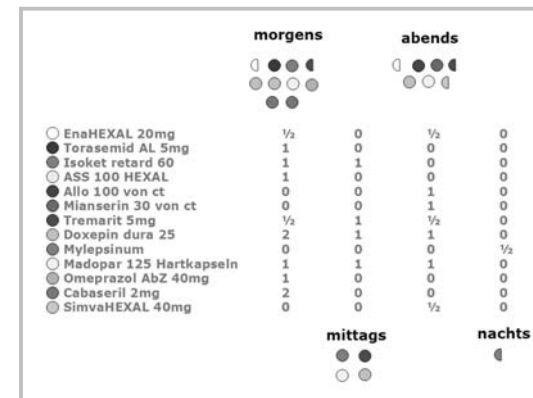 morgens abends
EnaHEXAL 20mg ½ 0 ½ 0
Torasemid AL 5mg 1 0 0 0
Isoket retard 60 1 1 0 0
ASS 100 HEXAL 1 0 0 0
Allo 100 von ct 0 0 1 0
Mianserin 30 von ct 0 0 1 0
Tremarit 5mg ½ 1 ½ 0
Doxepin dura 25 2 1 1 0
Mylepsinum 0 0 0 ½
Madopar 125 Hartkapseln 1 1 1 0
Omeprazol AbZ 40mg 1 0 0 0
Cabaseril 2mg 2 0 0 0
SimvaHEXAL 40mg 0 0 ½ 0
mittags nachts